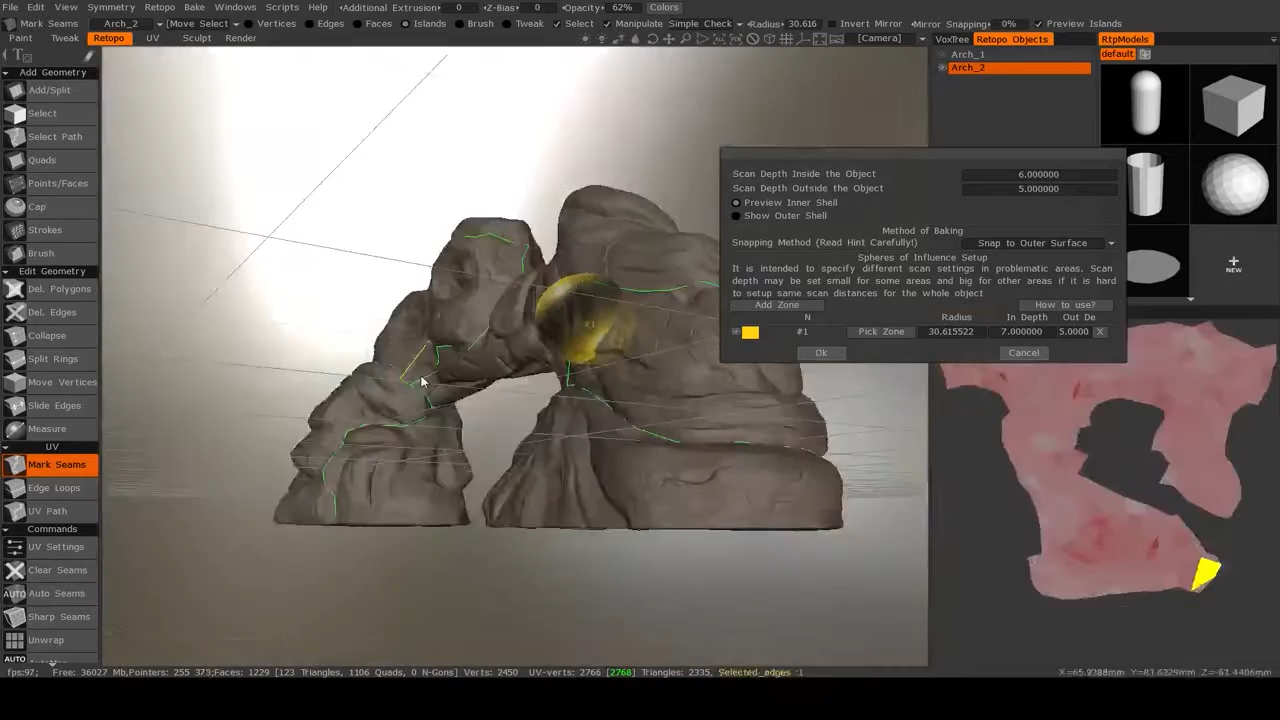 File Edit View Symmetry Retopo Bake Windows Scripts Help Additional Extrusion 0 Z-Bias 0 Opacity 62% Colors
Mark Seams Arch_2 [Move Select] Vertices Edges Faces Islands Brush Tweak Select Manipulate Simple Check Radius 30.616 Invert Mirror Mirror Snapping 0% Preview Islands
Paint Tweak Retopo UV Sculpt Render [Camera] VoxTree Retopo Objects RtpModels
Arch_1
default
Arch_2
Add Geometry
Add/Split
Select
Select Path
Quads
Points/Faces
Cap
Strokes
Brush
Edit Geometry
Del. Polygons
Del. Edges
Collapse
Split Rings
Move Vertices
Slide Edges
Measure
UV
Mark Seams
Edge Loops
UV Path
Commands
UV Settings
Clear Seams
AUTO Auto Seams
Sharp Seams
Unwrap
AUTO
Scan Depth Inside the Object 6.000000
Scan Depth Outside the Object 5.000000
Preview Inner Shell
Show Outer Shell
Method of Baking
Snapping Method (Read Hint Carefully!) Snap to Outer Surface
Spheres of Influence Setup
It is intended to specify different scan settings in problematic areas. Scan
depth may be set small for some areas and big for other areas if it is hard
to setup same scan distances for the whole object
Add Zone How to use?
N Radius In Depth Out De
#1 Pick Zone 30.615522 7.000000 5.0000 X
Ok Cancel
NEW
#1
fps:97; Free: 36027 Mb,Pointers: 255 373;Faces: 1229 [123 Triangles, 1106 Quads, 0 N-Gons] Verts: 2450 UV-verts: 2766 [2768] Triangles: 2335, Selected_edges :1